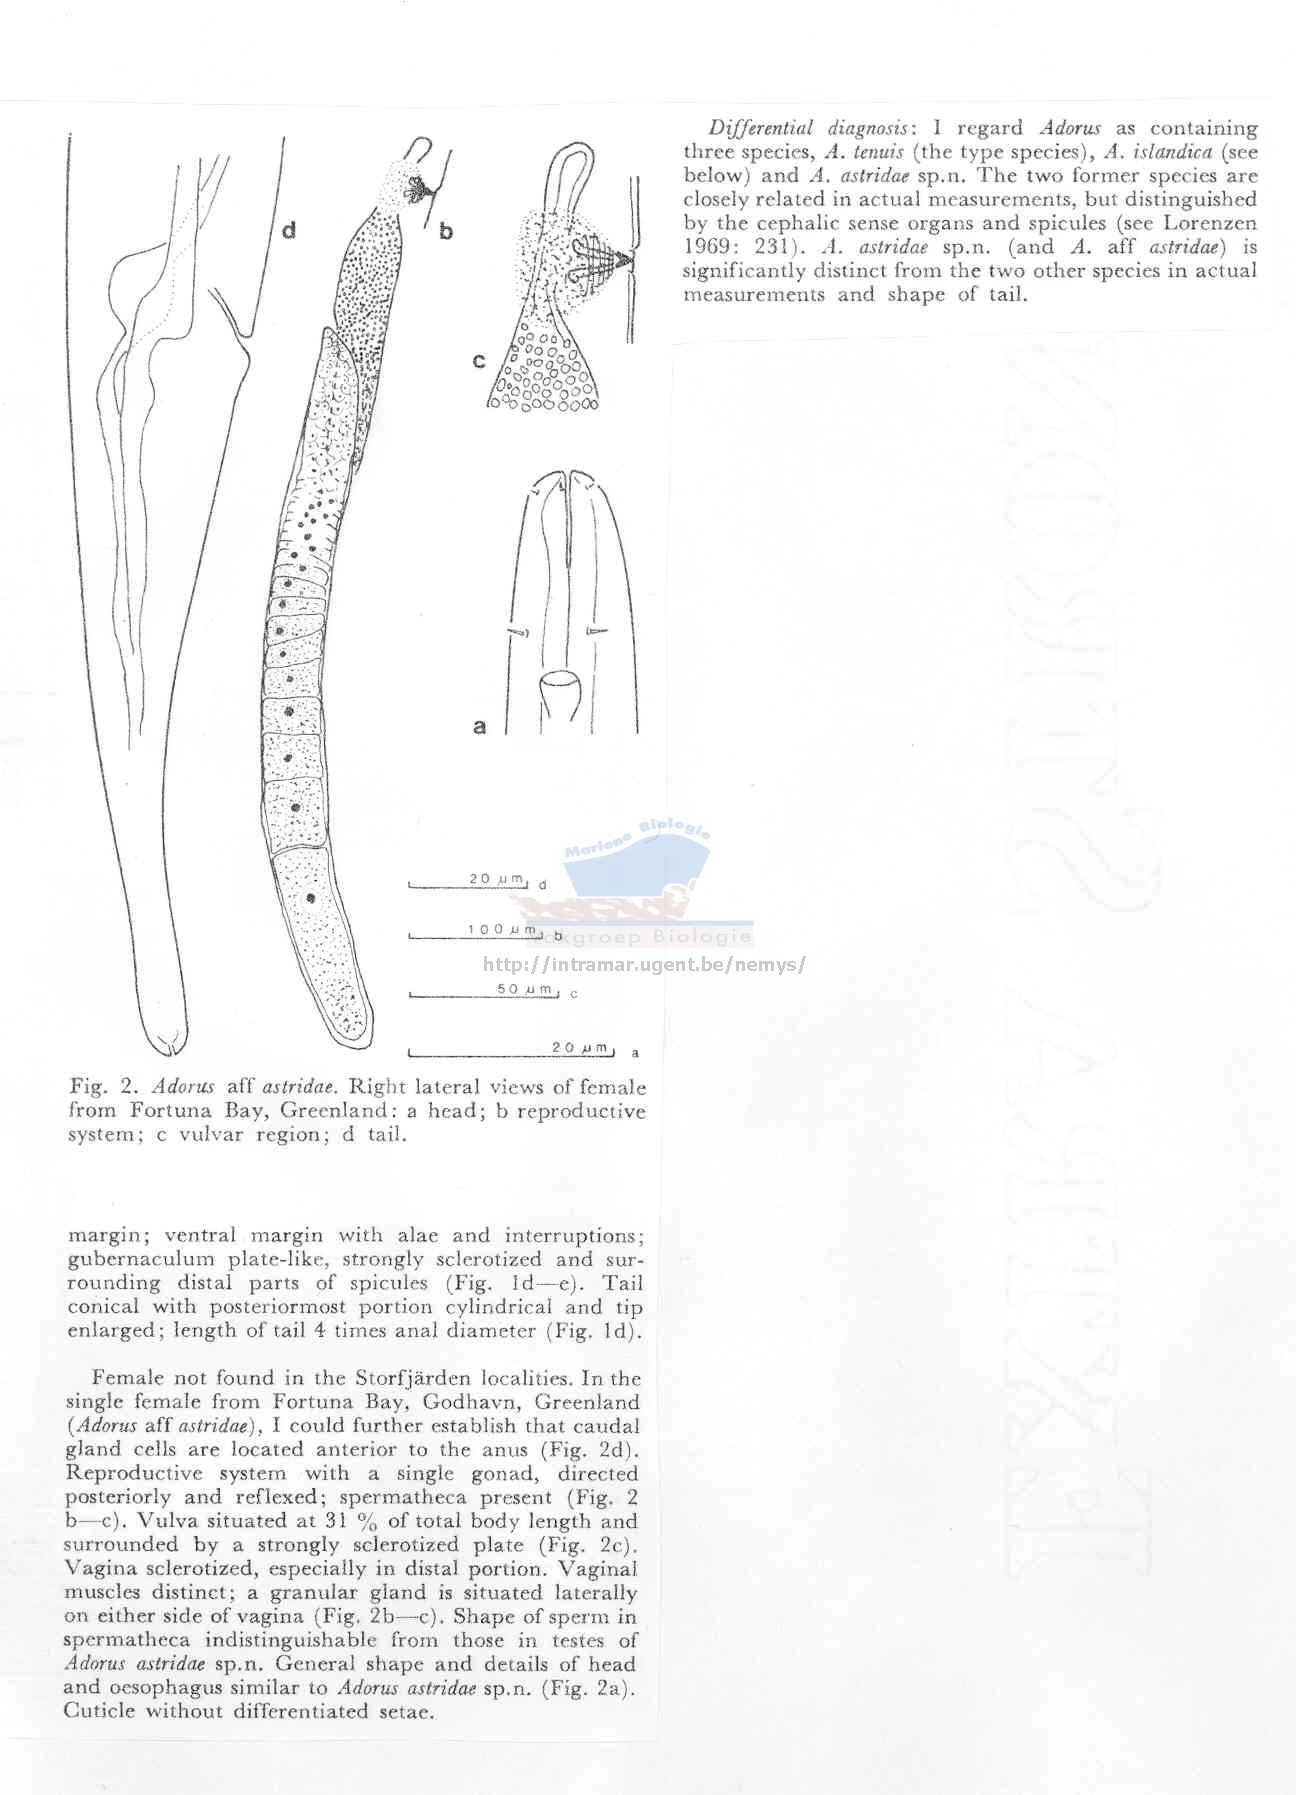 d
b
c
a
Mariene Biologie
20 µm d
100 µm b
Vakgroep Biologie
http://intramar.ugent.be/nemys/
50 µm c
20 µm a
Fig. 2. Adorus aff astridae. Right lateral views of female
from Fortuna Bay, Greenland: a head; b reproductive
system; c vulvar region; d tail.
margin; ventral margin with alae and interruptions;
gubernaculum plate-like, strongly sclerotized and sur-
rounding distal parts of spicules (Fig. 1d—e). Tail
conical with posteriormost portion cylindrical and tip
enlarged; length of tail 4 times anal diameter (Fig. 1d).
Female not found in the Storfjärden localities. In the
single female from Fortuna Bay, Godhavn, Greenland
(Adorus aff astridae), I could further establish that caudal
gland cells are located anterior to the anus (Fig. 2d).
Reproductive system with a single gonad, directed
posteriorly and reflexed; spermatheca present (Fig. 2
b—c). Vulva situated at 31 % of total body length and
surrounded by a strongly sclerotized plate (Fig. 2c).
Vagina sclerotized, especially in distal portion. Vaginal
muscles distinct; a granular gland is situated laterally
on either side of vagina (Fig. 2b—c). Shape of sperm in
spermatheca indistinguishable from those in testes of
Adorus astridae sp.n. General shape and details of head
and oesophagus similar to Adorus astridae sp.n. (Fig. 2a).
Cuticle without differentiated setae.
Differential diagnosis: I regard Adorus as containing
three species, A. tenuis (the type species), A. islandica (see
below) and A. astridae sp.n. The two former species are
closely related in actual measurements, but distinguished
by the cephalic sense organs and spicules (see Lorenzen
1969: 231). A. astridae sp.n. (and A. aff astridae) is
significantly distinct from the two other species in actual
measurements and shape of tail.